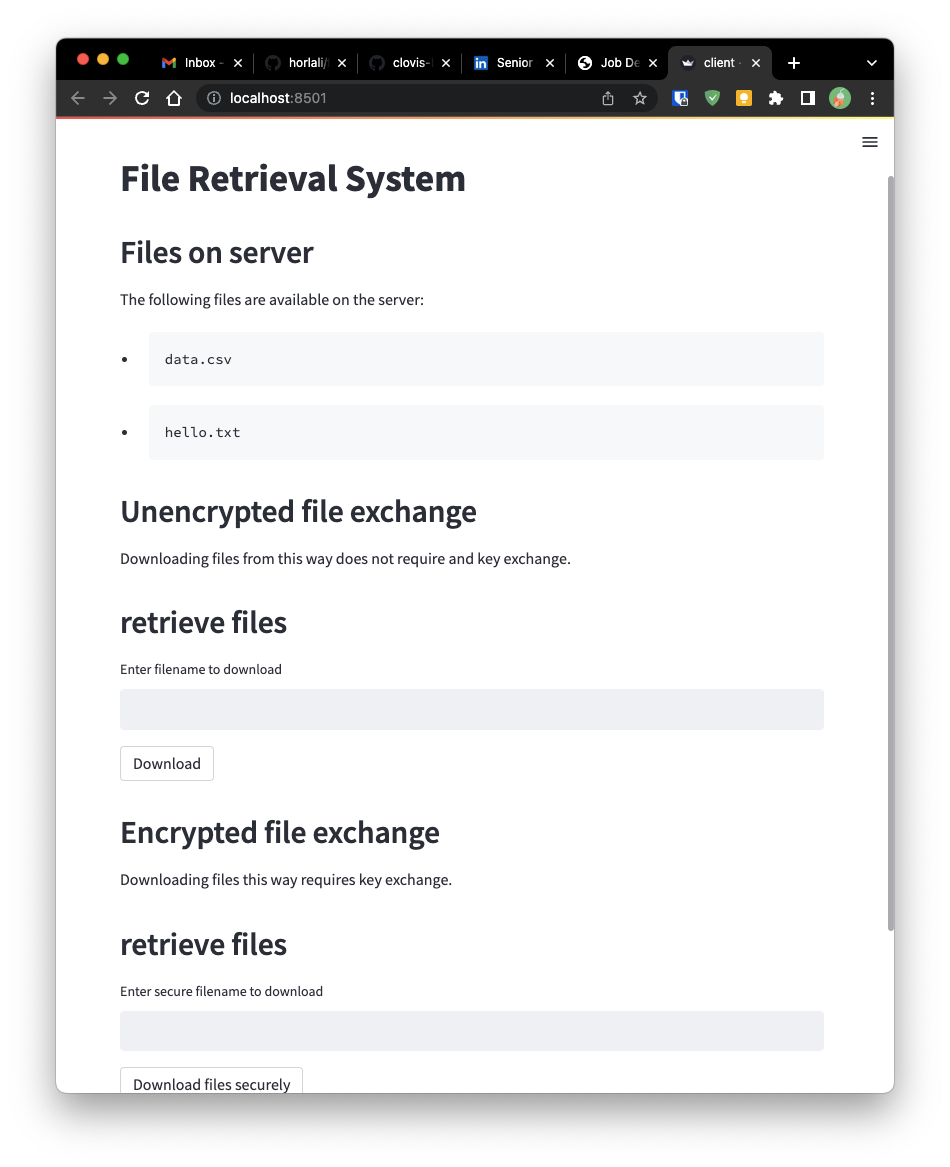 Inbox -
horlali/
clovis-
Senior
Job De
client -
localhost:8501
File Retrieval System
Files on server
The following files are available on the server:
data.csv
hello.txt
Unencrypted file exchange
Downloading files from this way does not require and key exchange.
retrieve files
Enter filename to download
Download
Encrypted file exchange
Downloading files this way requires key exchange.
retrieve files
Enter secure filename to download
Download files securely